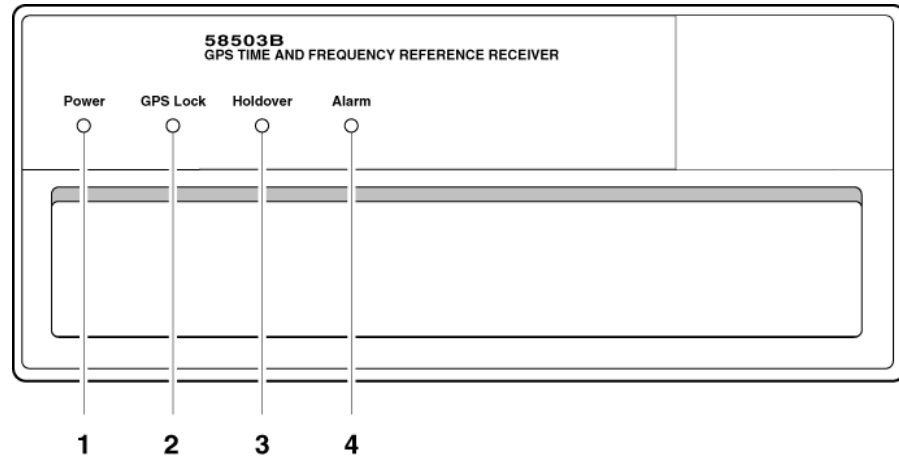 58503B
GPS TIME AND FREQUENCY REFERENCE RECEIVER
Power GPS Lock Holdover Alarm
1 2 3 4